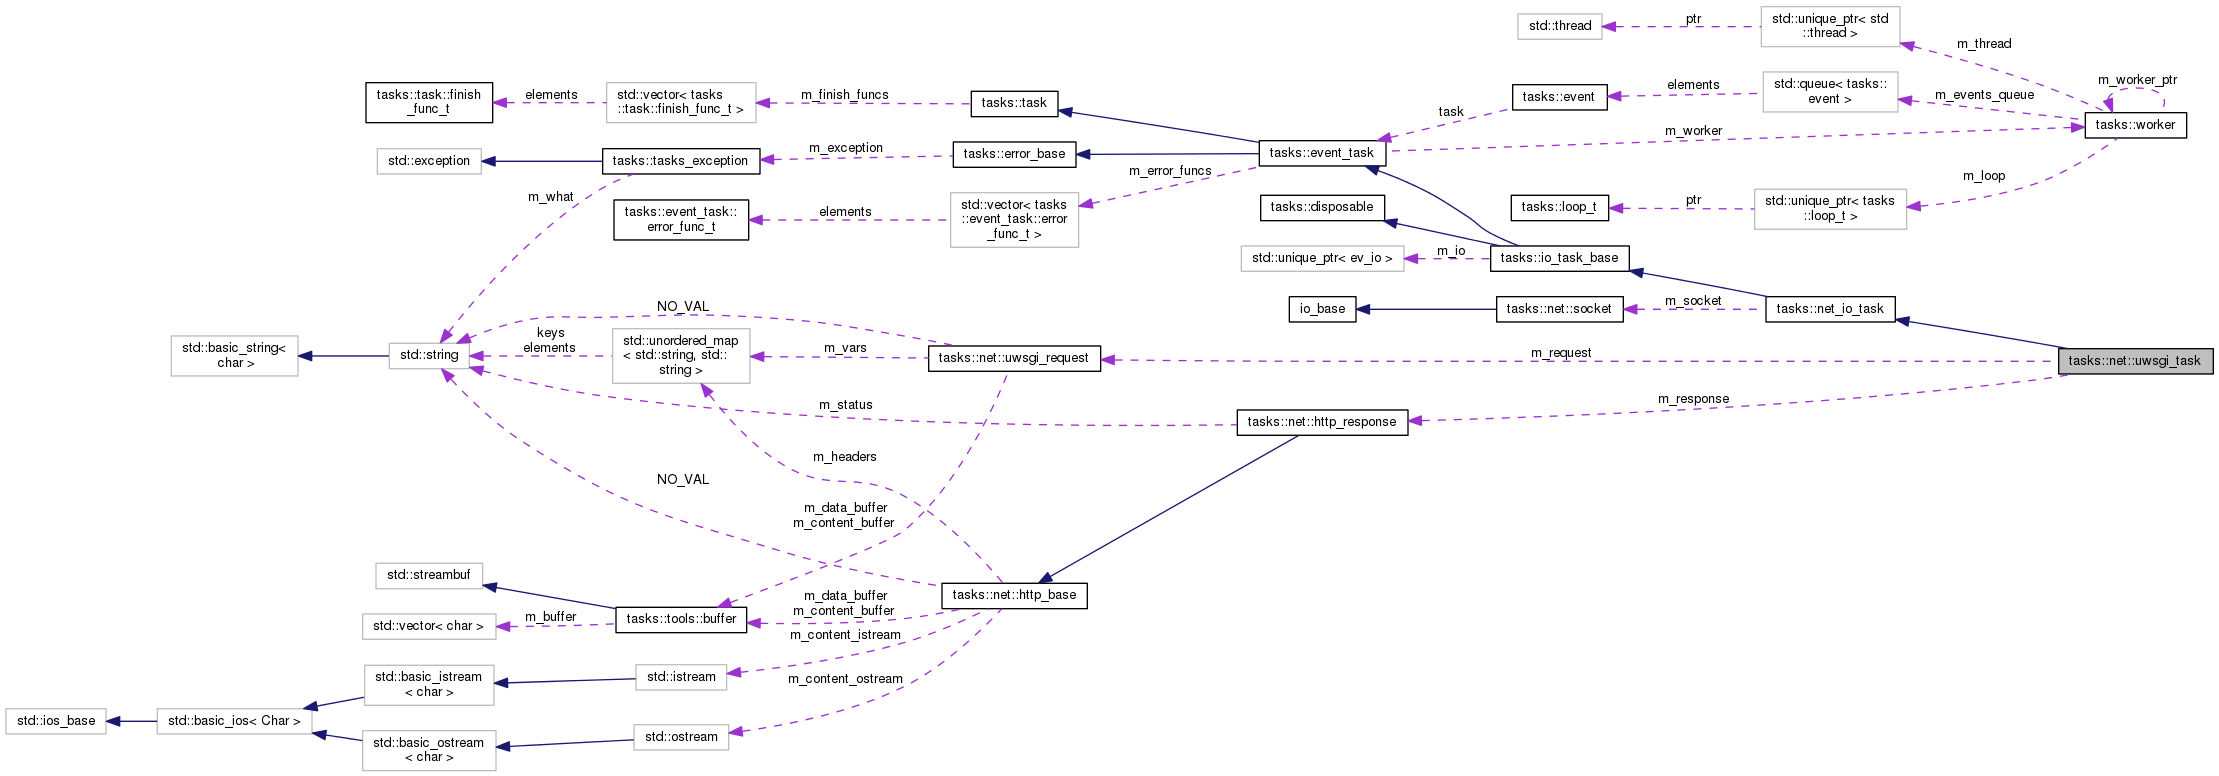 std::thread
ptr
std::unique_ptr< std
::thread >
m_thread
m_worker_ptr
tasks::task::finish
_func_t
elements
std::vector< tasks
::task::finish_func_t >
m_finish_funcs
tasks::task
task
tasks::event
elements
std::queue< tasks::
event >
m_events_queue
tasks::worker
std::exception
tasks::tasks_exception
m_exception
tasks::error_base
tasks::event_task
m_worker
m_what
m_error_funcs
m_loop
tasks::event_task::
error_func_t
elements
std::vector< tasks
::event_task::error
_func_t >
tasks::disposable
tasks::loop_t
ptr
std::unique_ptr< tasks
::loop_t >
std::unique_ptr< ev_io >
m_io
tasks::io_task_base
NO_VAL
io_base
tasks::net::socket
m_socket
tasks::net_io_task
std::basic_string<
char >
std::string
keys
elements
std::unordered_map
< std::string, std::
string >
m_vars
tasks::net::uwsgi_request
m_request
tasks::net::uwsgi_task
m_status
m_response
tasks::net::http_response
m_headers
NO_VAL
m_data_buffer
m_content_buffer
std::streambuf
tasks::net::http_base
m_data_buffer
m_content_buffer
std::vector< char >
m_buffer
tasks::tools::buffer
m_content_istream
std::basic_istream
< char >
std::istream
m_content_ostream
std::ios_base
std::basic_ios< Char >
std::basic_ostream
< char >
std::ostream